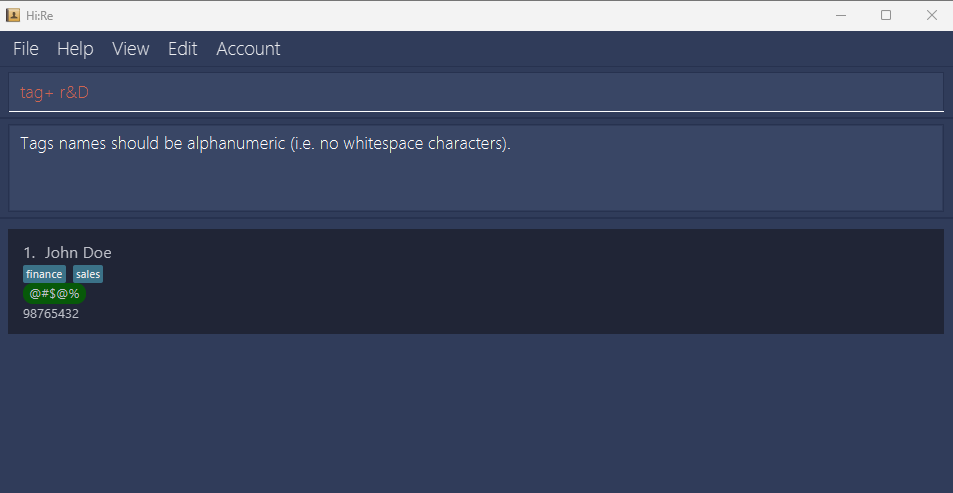 Hi:Re
File Help View Edit Account
tag+ r&D
Tags names should be alphanumeric (i.e. no whitespace characters).
1. John Doe
finance sales
@#$@%
98765432